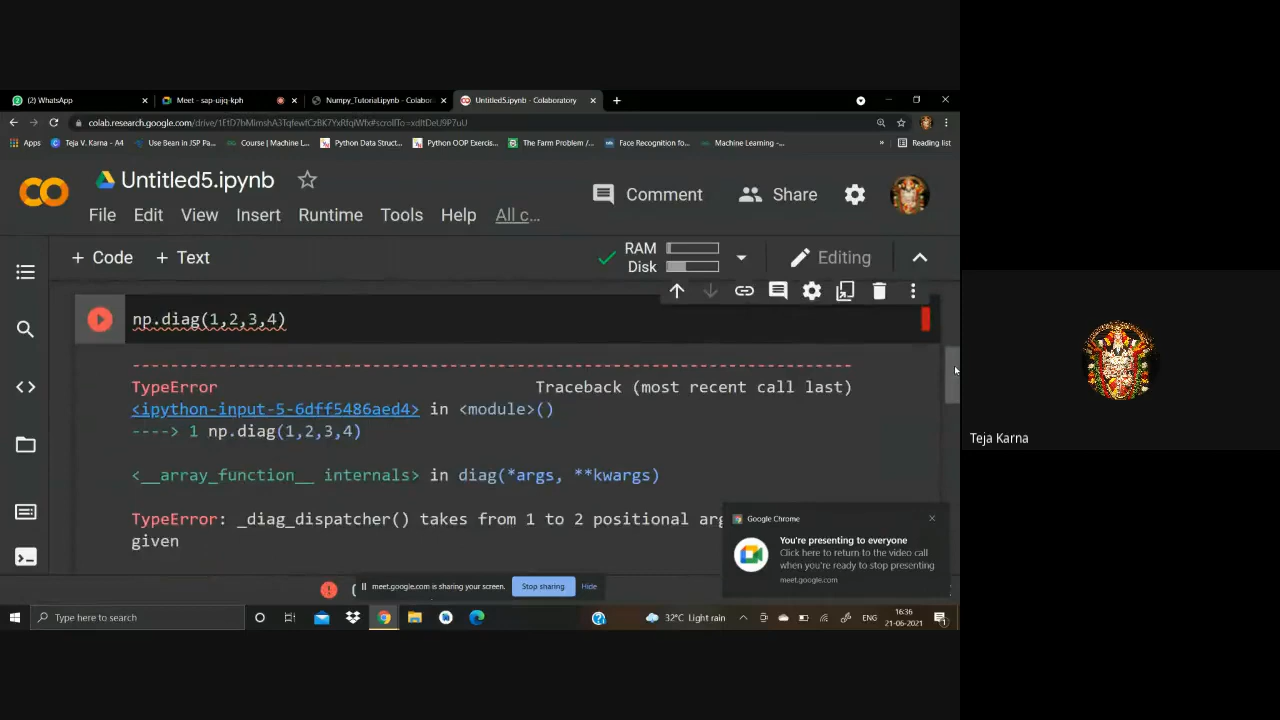 (2) WhatsApp
Meet - sap-uijq-kph
Numpy_Tutorial.ipynb - Colabor
Untitled5.ipynb - Colaboratory
Apps
Teja V. Karna - A4
Use Bean in JSP Pa...
Course | Machine L...
Python Data Struct...
Python OOP Exercis...
The Farm Problem /...
Face Recognition fo...
Machine Learning -...
»
Reading list
Untitled5.ipynb
Comment
Share
File Edit View Insert Runtime Tools Help All c...
+ Code + Text
RAM
Disk
Editing
np.diag(1,2,3,4)
TypeError Traceback (most recent call last)
<ipython-input-5-6dff5486aed4> in <module>()
----> 1 np.diag(1,2,3,4)
<__array_function__ internals> in diag(*args, **kwargs)
TypeError: _diag_dispatcher() takes from 1 to 2 positional arg
given
Google Chrome
You're presenting to everyone
Click here to return to the video call
when you're ready to stop presenting
meet.google.com
meet.google.com is sharing your screen.
Stop sharing
Hide
Type here to search
32°C Light rain
ENG
16:36
21-06-2021
Teja Karna